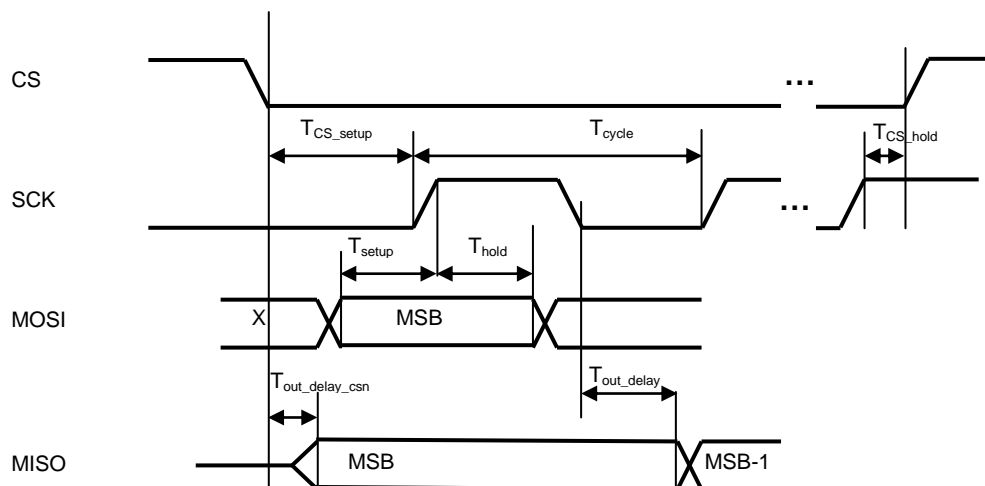 CS
...
T_CS_setup
T_cycle
T_CS_hold
SCK
...
T_setup
T_hold
MOSI
X
MSB
T_out_delay_csn
T_out_delay
MISO
MSB
MSB-1